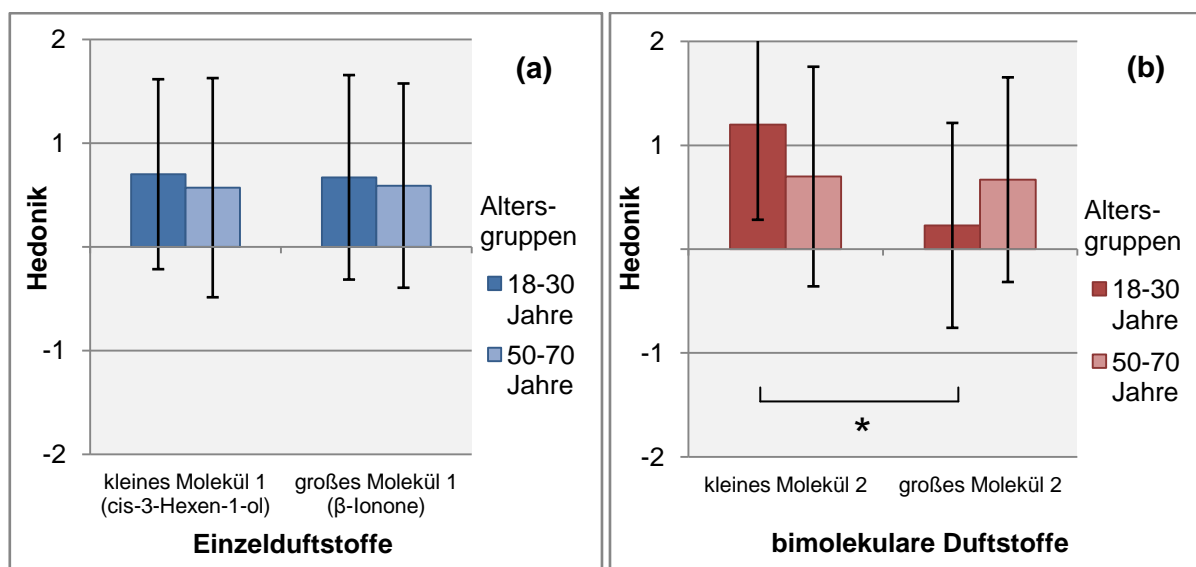 (a)
2
1
-1
-2
Hedonik
Alters-
gruppen
18-30
Jahre
50-70
Jahre
kleines Molekül 1
(cis-3-Hexen-1-ol)
großes Molekül 1
(β-Ionone)
Einzelduftstoffe
(b)
2
1
-1
-2
Hedonik
Alters-
gruppen
18-30
Jahre
50-70
Jahre
*
kleines Molekül 2
großes Molekül 2
bimolekulare Duftstoffe